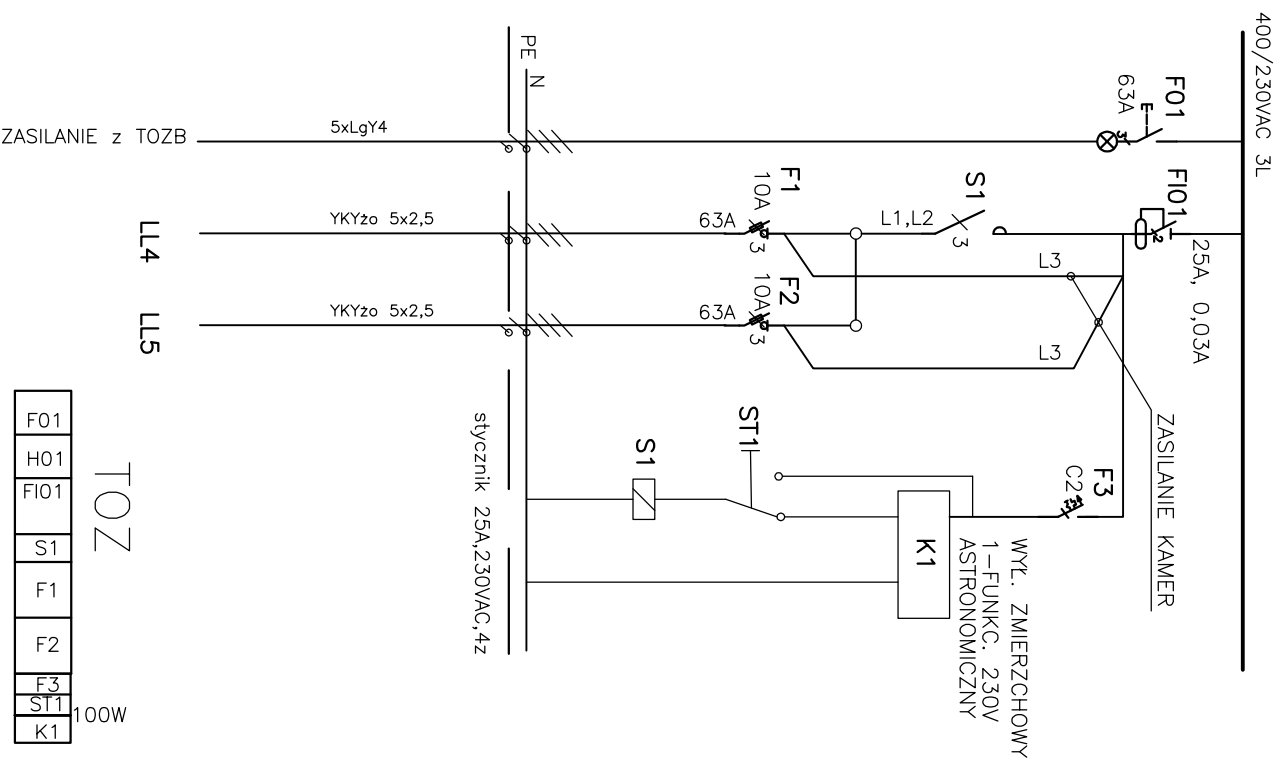 400/230VAC 3L
F01
63A
3
FI01
25A, 0,03A
2
ZASILANIE z TOZB
5xLgY4
PE
N
LL4
YKYżo 5x2,5
63A
F1
10A
3
L1,L2
S1
3
L3
LL5
YKYżo 5x2,5
63A
F2
10A
3
L3
ZASILANIE KAMER
stycznik 25A,230VAC,4z
S1
ST1
K1
F3
C2
WYŁ. ZMIERZCHOWY
1-FUNKC. 230V
ASTRONOMICZNY
TOZ
F01
H01
FI01
S1
F1
F2
F3
ST1
K1
100W